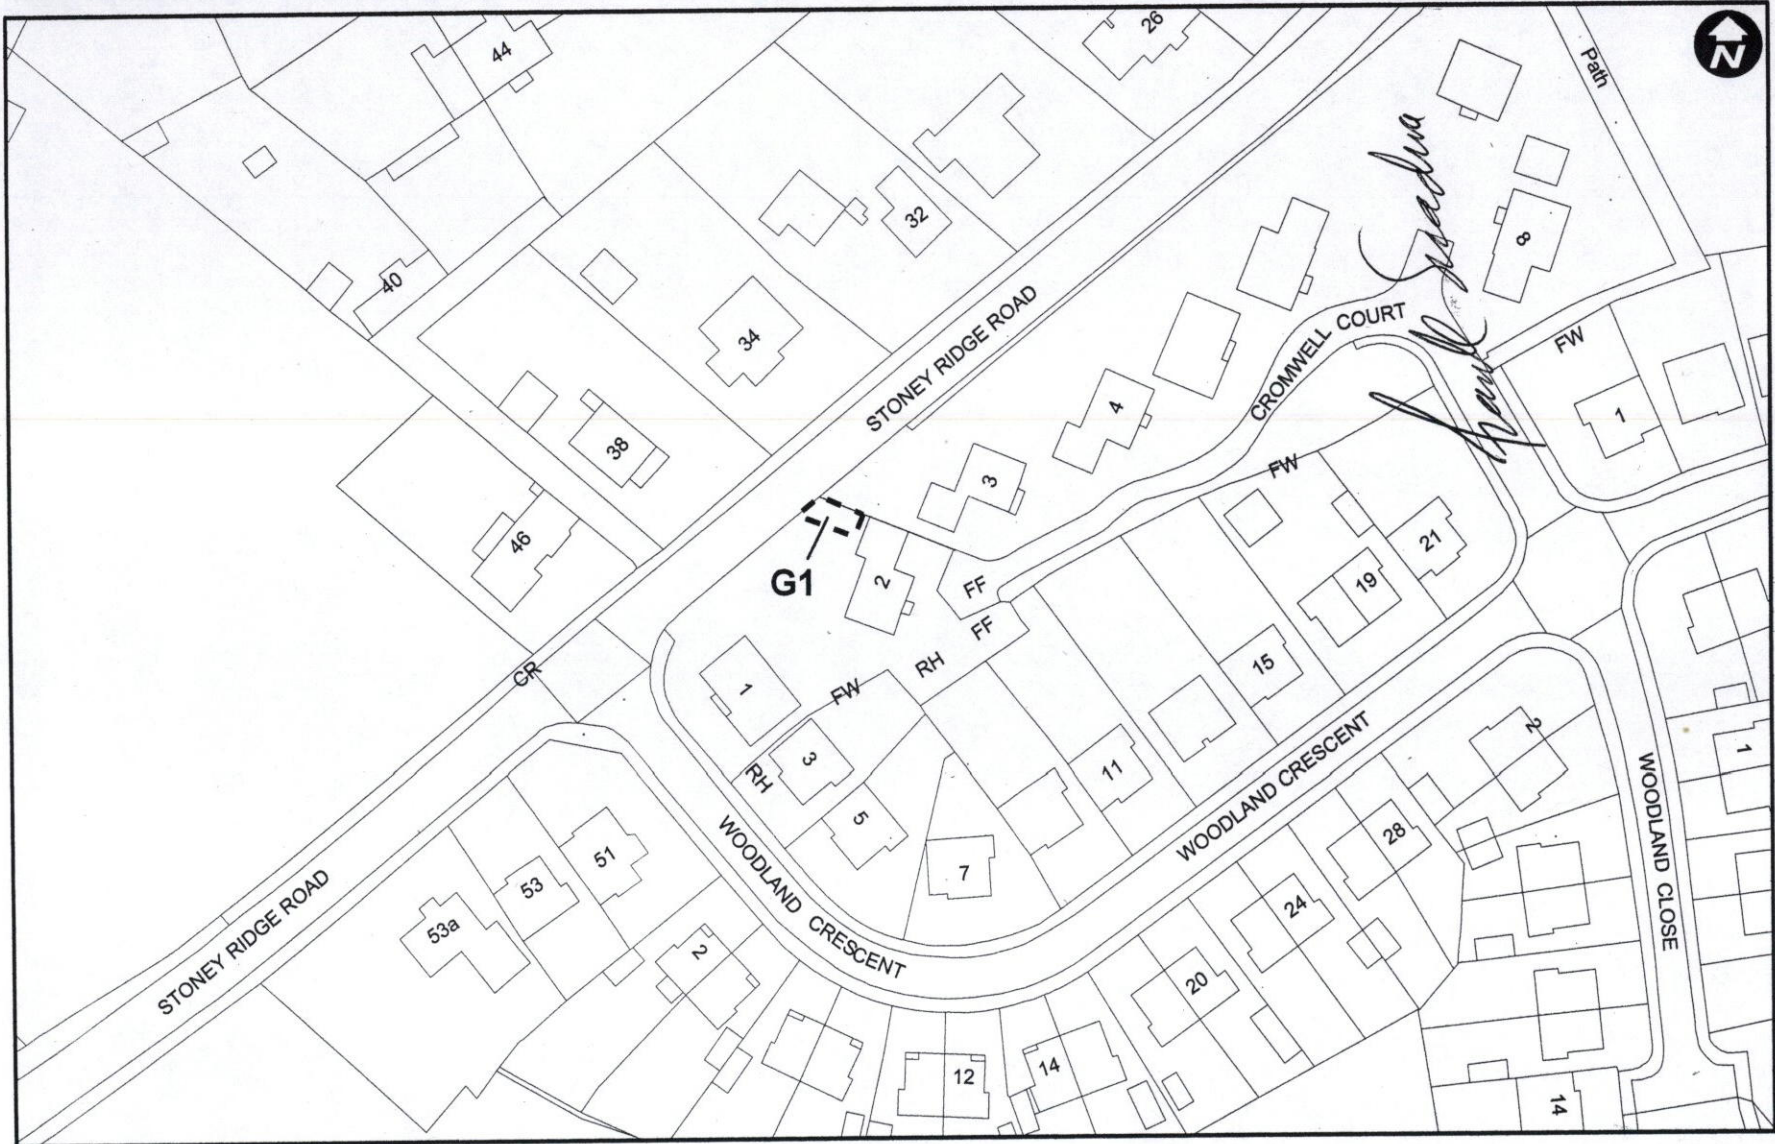 44
26
N
Path
32
8
40
34
STONEY RIDGE ROAD
CROMWELL COURT
FW
38
4
1
3
FW
46
G1
2
21
FF
19
FF
CR
1
RH
15
FW
3
RH
11
2
1
5
WOODLAND CRESCENT
WOODLAND CLOSE
51
7
28
WOODLAND CRESCENT
53
24
53a
STONEY RIDGE ROAD
2
20
12
14
14